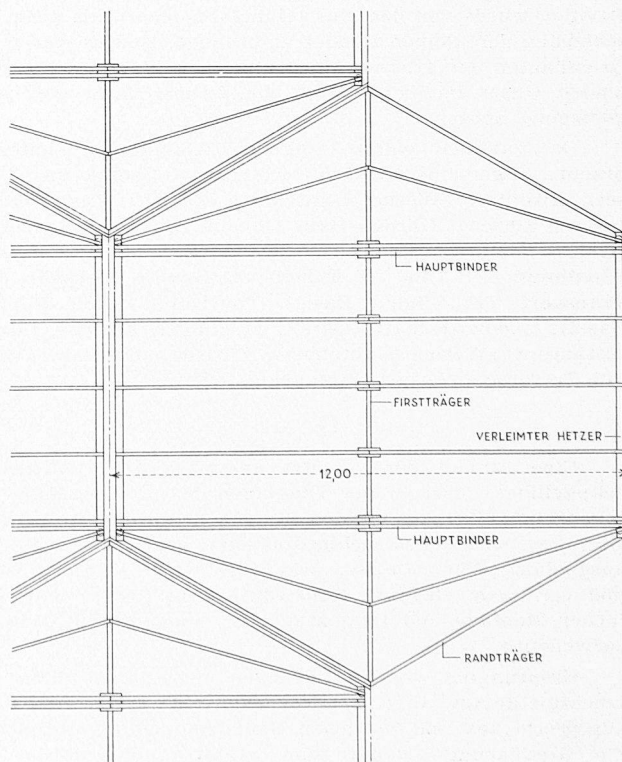 HAUPTBINDER
FIRSTTRÄGER
VERLEIMTER HETZER
12,00
HAUPTBINDER
RANDTRÄGER